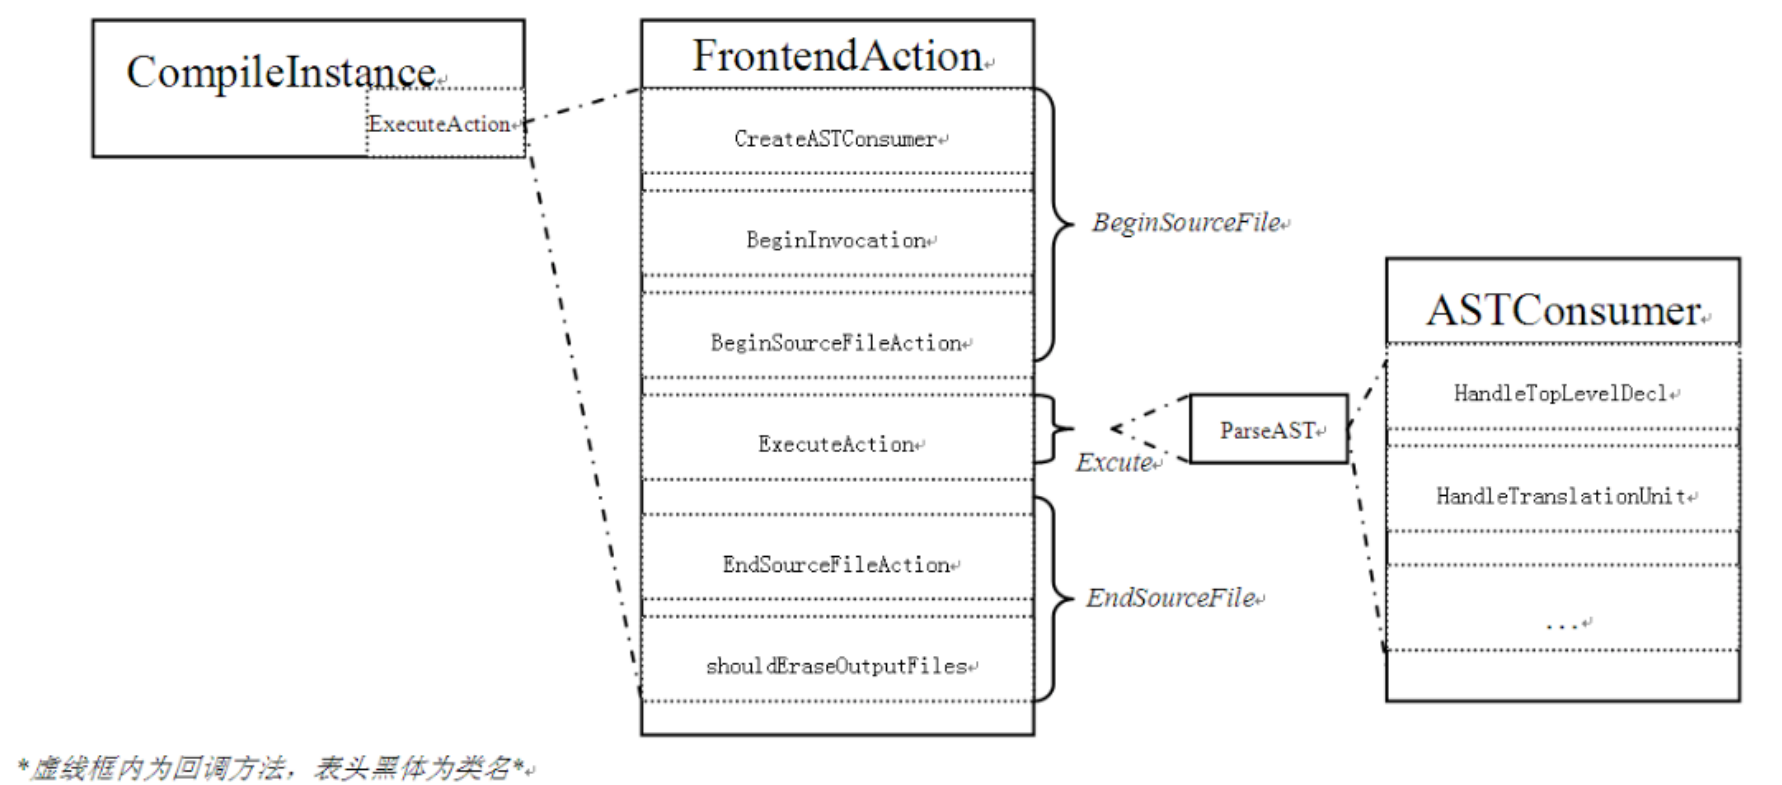 CompileInstance
ExecuteAction
FrontendAction
CreateASTConsumer
BeginInvocation
BeginSourceFileAction
ExecuteAction
EndSourceFileAction
shouldEraseOutputFiles
BeginSourceFile
Excute
EndSourceFile
ParseAST
ASTConsumer
HandleTopLevelDecl
HandleTranslationUnit
...
*虚线框内为回调方法，表头黑体为类名*